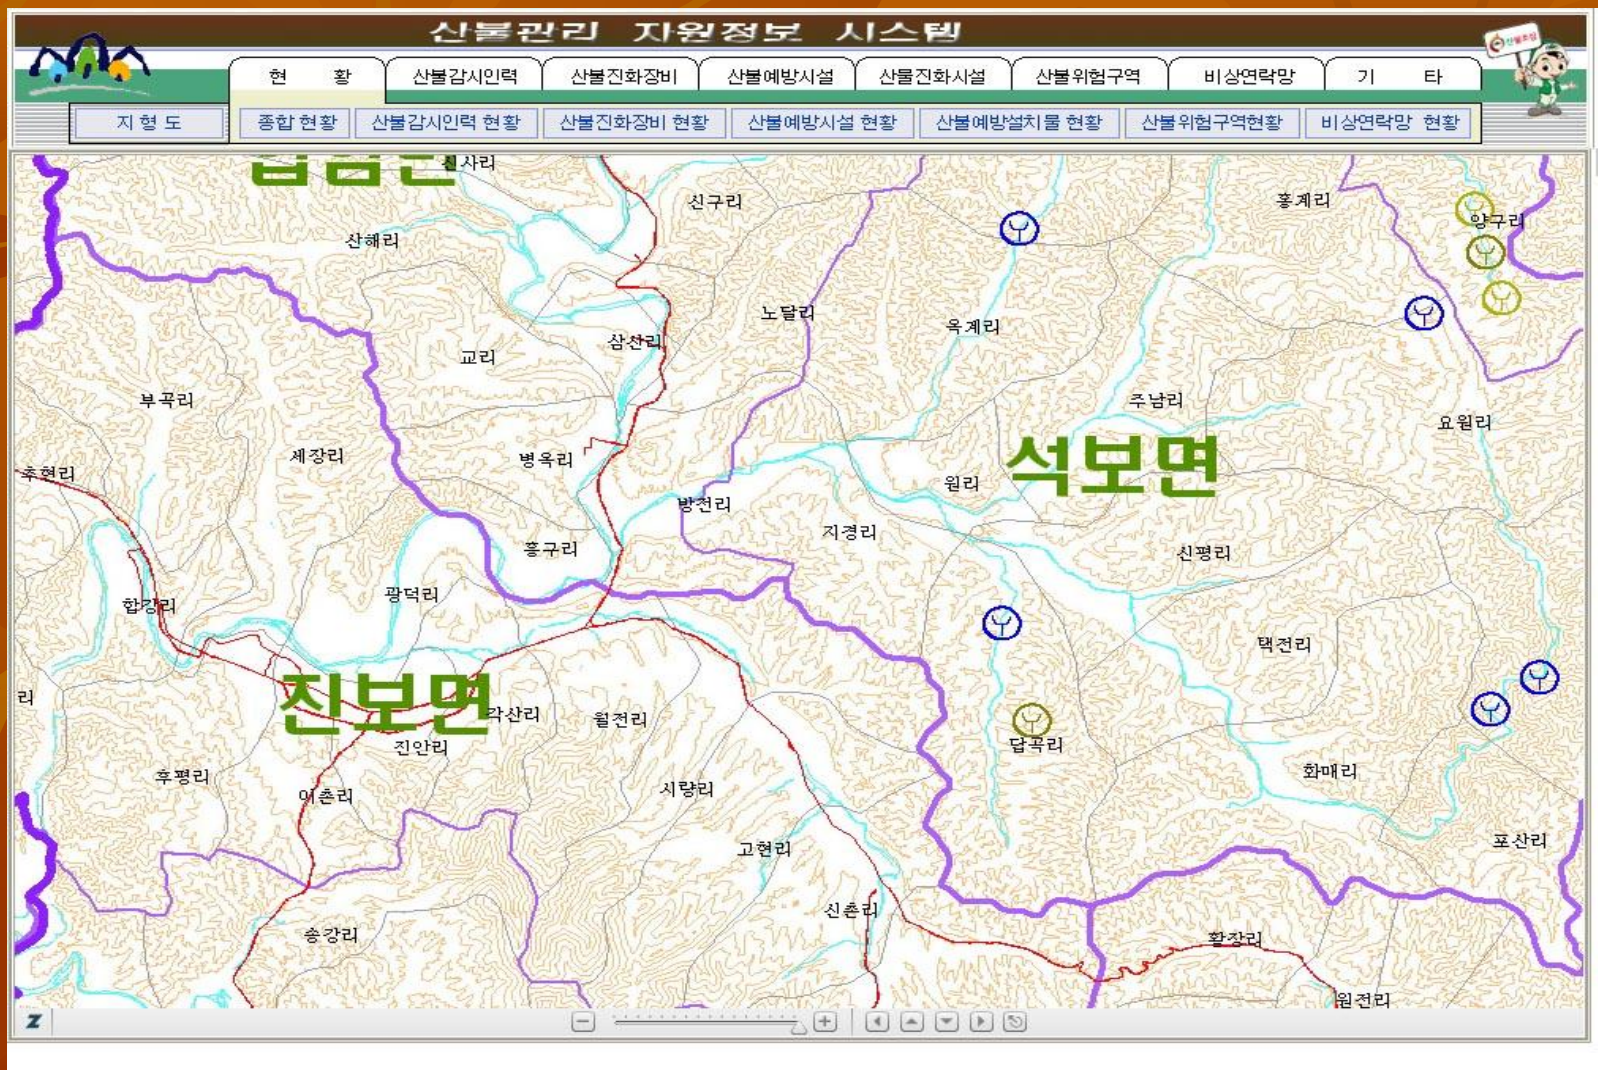 산불관리 자원정보 시스템
산불조심
현 황 산불감시인력 산불진화장비 산불예방시설 산물진화시설 산불위험구역 비상연락망 기 타
지 형 도 종합 현황 산불감시인력 현황 산불진화장비 현황 산불예방시설 현황 산불예방설치물 현황 산불위험구역현황 비상연락망 현황
신사리
신구리
홍계리
양구리
산해리
노달리
옥계리
삼산리
교리
부곡리
주남리
요원리
세장리
병옥리
석보면
추현리
원리
방전리
지경리
흥구리
신평리
광덕리
합강리
택전리
리
진보면
각산리
월전리
진안리
답곡리
후평리
화매리
이촌리
시량리
고현리
포산리
신촌리
송강리
황장리
원전리
Z